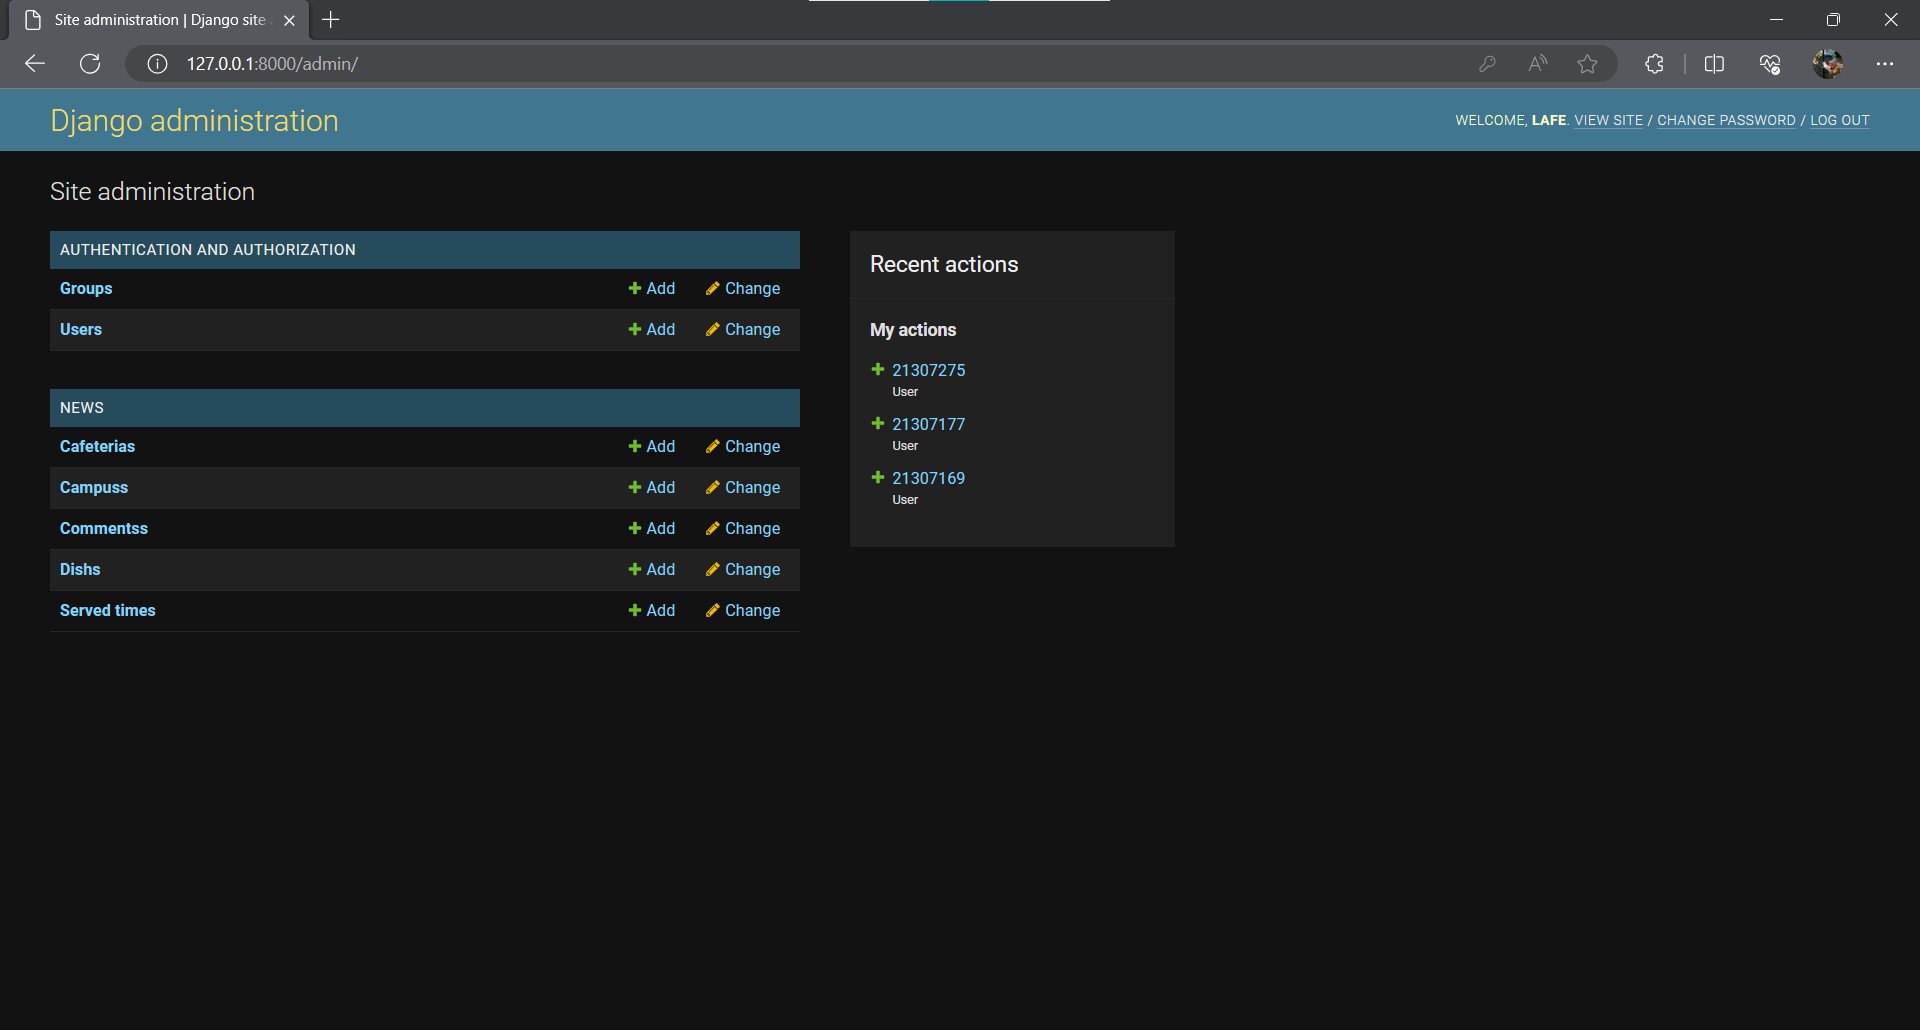 Site administration | Django site
127.0.0.1:8000/admin/
Django administration
WELCOME, LAFE. VIEW SITE / CHANGE PASSWORD / LOG OUT
Site administration
AUTHENTICATION AND AUTHORIZATION
Groups Add Change
Users Add Change
NEWS
Cafeterias Add Change
Campuss Add Change
Commentss Add Change
Dishs Add Change
Served times Add Change
Recent actions
My actions
21307275
User
21307177
User
21307169
User